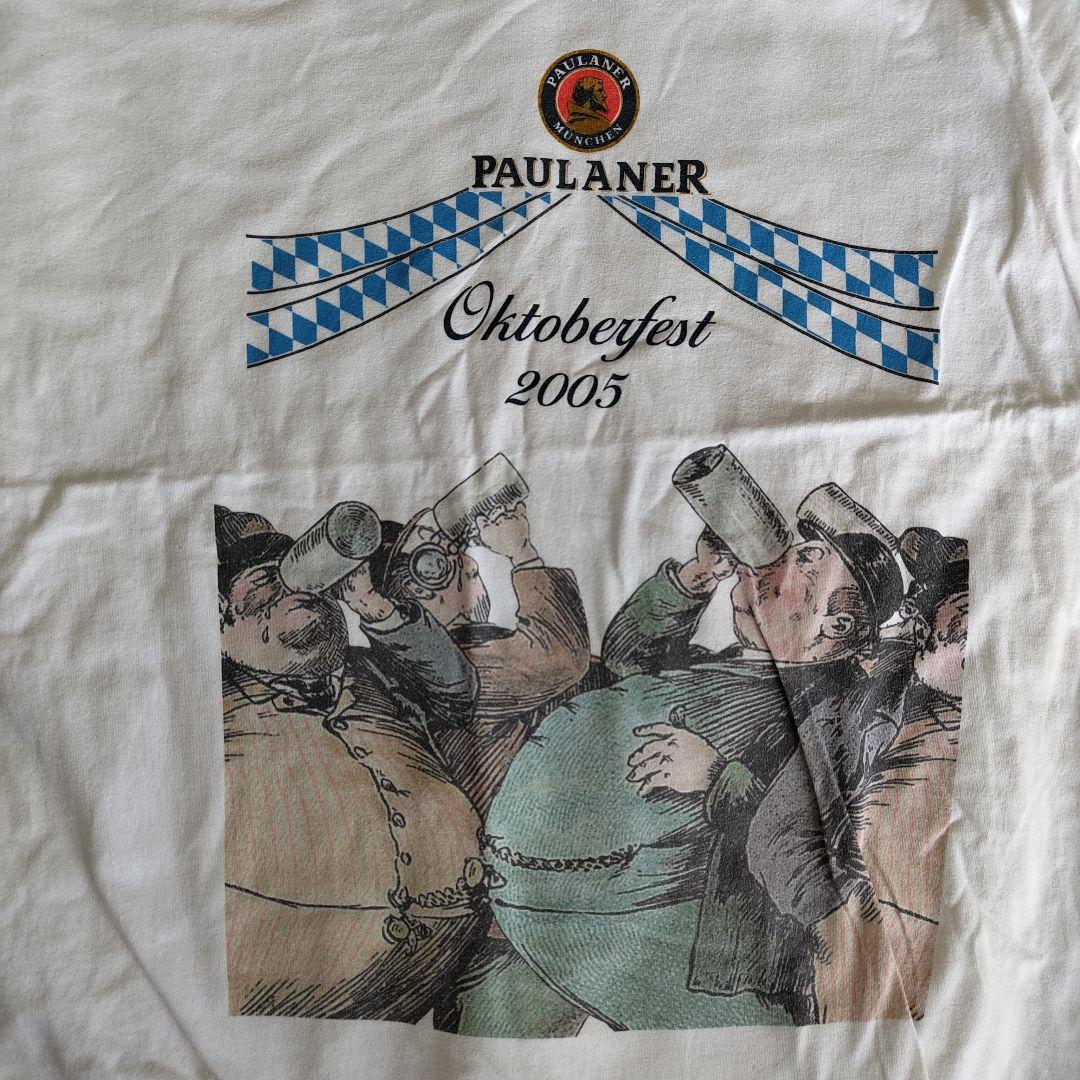 PAULANER
MÜNCHEN
PAULANER
Oktoberfest
2005